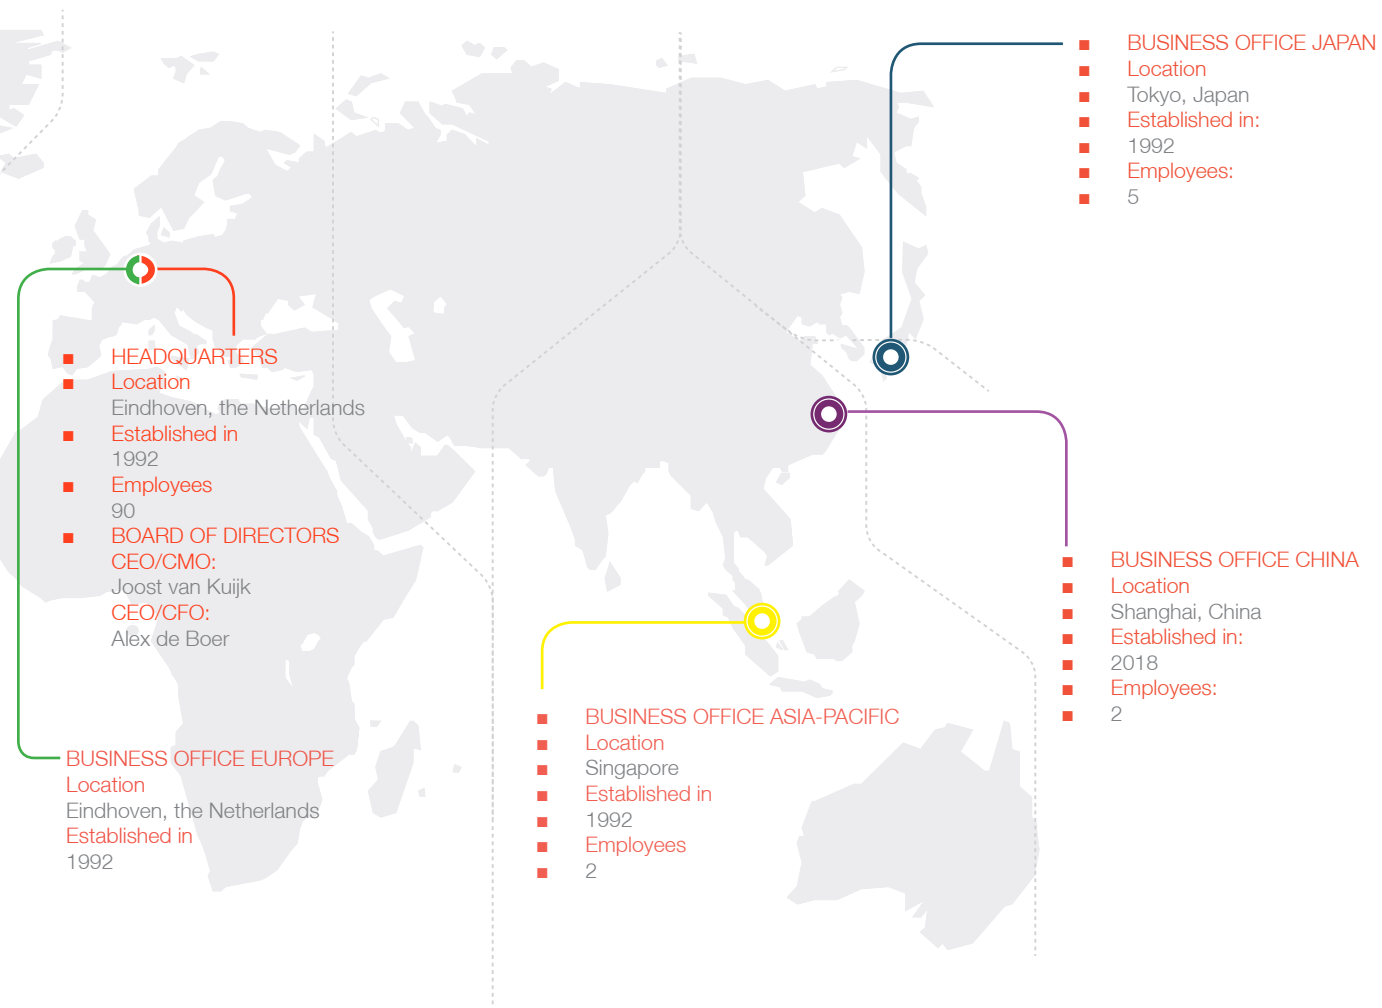 BUSINESS OFFICE JAPAN
Location
Tokyo, Japan
Established in:
1992
Employees:
5
HEADQUARTERS
Location
Eindhoven, the Netherlands
Established in
1992
Employees
90
BOARD OF DIRECTORS
CEO/CMO:
Joost van Kuijk
CEO/CFO:
Alex de Boer
BUSINESS OFFICE CHINA
Location
Shanghai, China
Established in:
2018
Employees:
2
BUSINESS OFFICE ASIA-PACIFIC
Location
Singapore
Established in
1992
Employees
2
BUSINESS OFFICE EUROPE
Location
Eindhoven, the Netherlands
Established in
1992